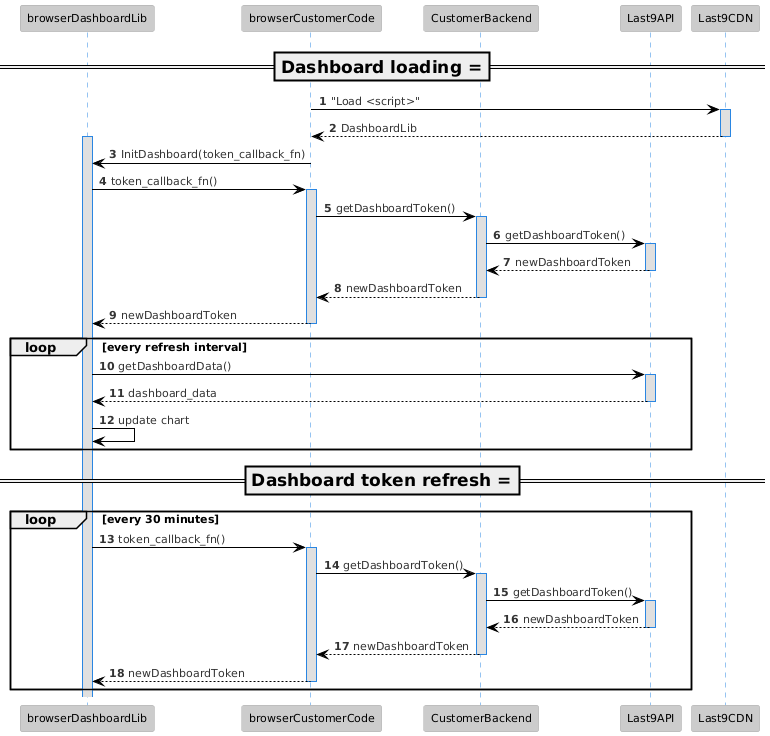 browserDashboardLib browserCustomerCode CustomerBackend Last9API Last9CDN
Dashboard loading =
1 "Load <script>"
2 DashboardLib
3 InitDashboard(token_callback_fn)
4 token_callback_fn()
5 getDashboardToken()
6 getDashboardToken()
7 newDashboardToken
8 newDashboardToken
9 newDashboardToken
loop [every refresh interval]
10 getDashboardData()
11 dashboard_data
12 update chart
Dashboard token refresh =
loop [every 30 minutes]
13 token_callback_fn()
14 getDashboardToken()
15 getDashboardToken()
16 newDashboardToken
17 newDashboardToken
18 newDashboardToken
browserDashboardLib browserCustomerCode CustomerBackend Last9API Last9CDN